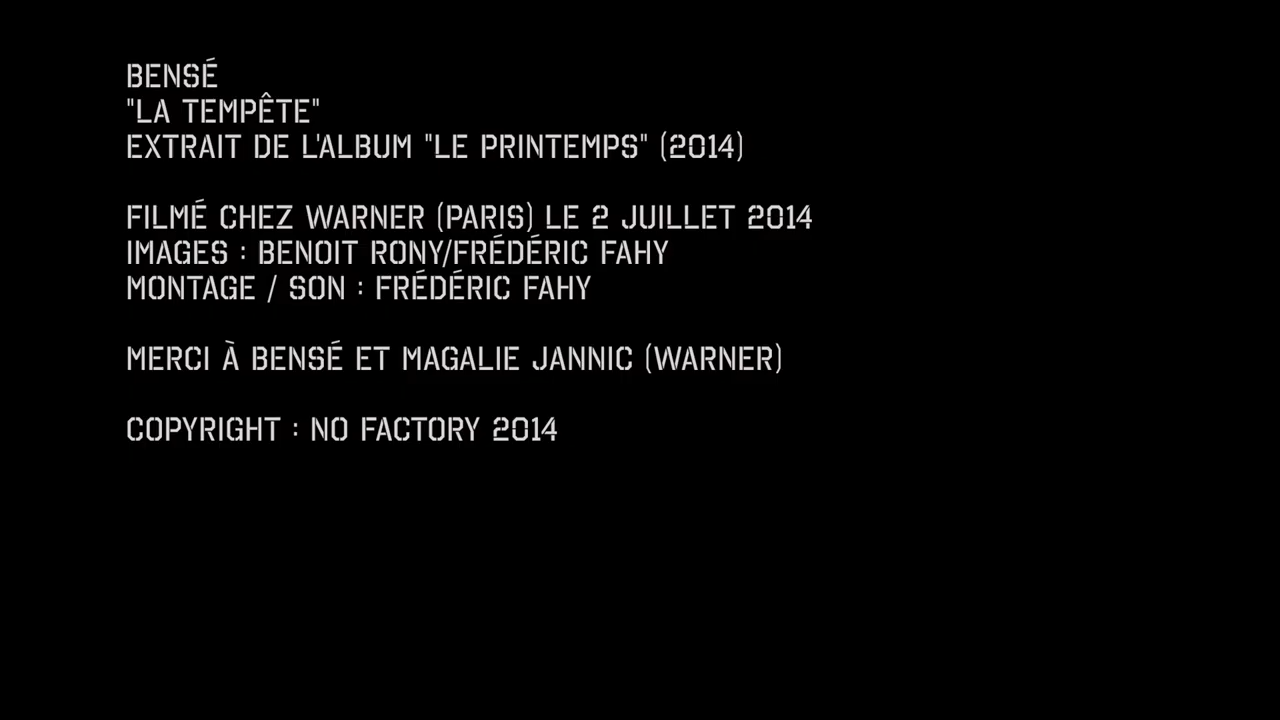 BENSÉ
"LA TEMPÊTE"
EXTRAIT DE L'ALBUM "LE PRINTEMPS" (2014)
FILMÉ CHEZ WARNER (PARIS) LE 2 JUILLET 2014
IMAGES : BENOIT RONY/FRÉDÉRIC FAHY
MONTAGE / SON : FRÉDÉRIC FAHY
MERCI À BENSÉ ET MAGALIE JANNIC (WARNER)
COPYRIGHT : NO FACTORY 2014